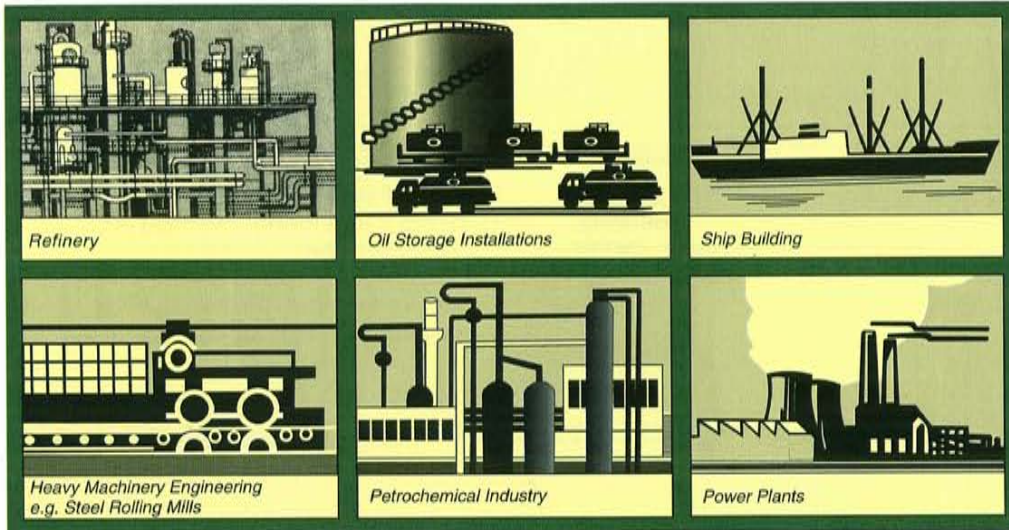 Refinery
Oil Storage Installations
Ship Building
Heavy Machinery Engineering
e.g. Steel Rolling Mills
Petrochemical Industry
Power Plants